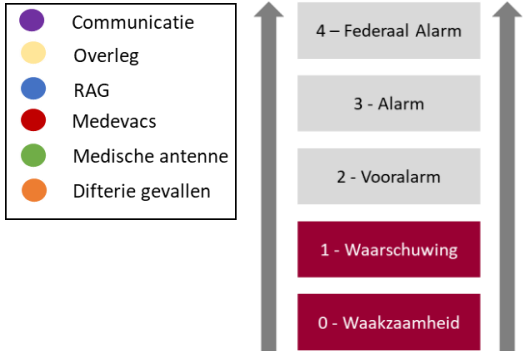 Communicatie
Overleg
RAG
Medevacs
Medische antenne
Difterie gevallen
4 – Federaal Alarm
3 - Alarm
2 - Vooralarm
1 - Waarschuwing
0 - Waakzaamheid